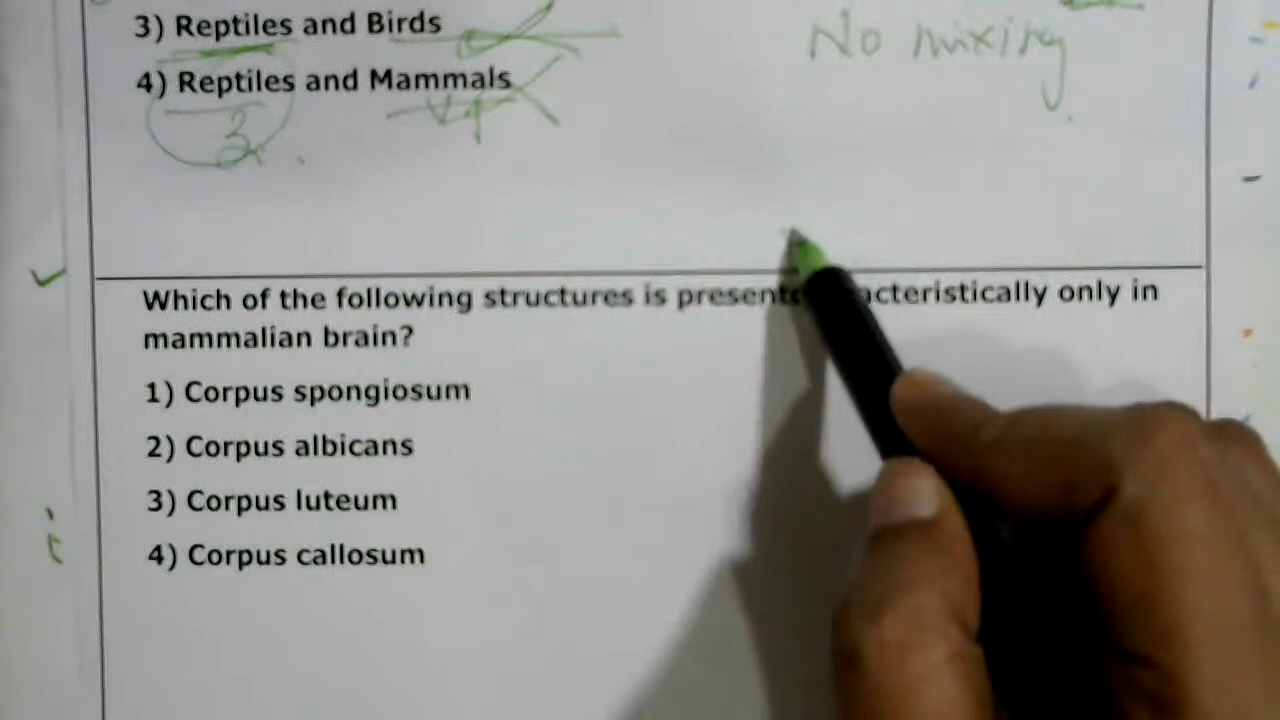 3) Reptiles and Birds
No mixing
4) Reptiles and Mammals
3
Which of the following structures is present characteristically only in
mammalian brain?
1) Corpus spongiosum
2) Corpus albicans
3) Corpus luteum
4) Corpus callosum